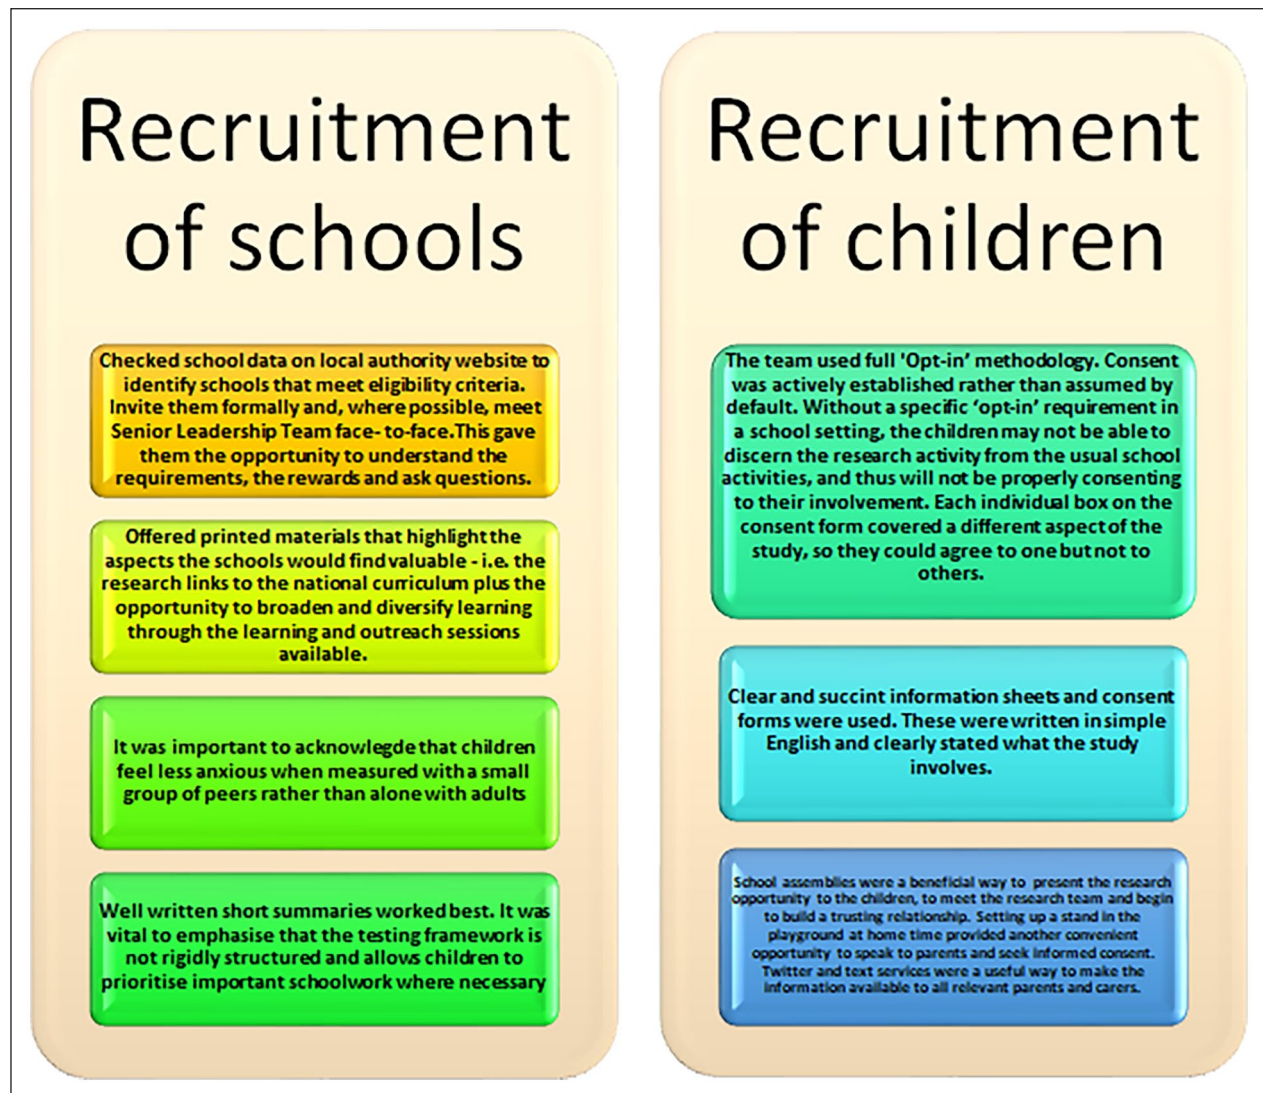 Recruitment
of schools
Checked school data on local authority website to
identify schools that meet eligibility criteria.
Invite them formally and, where possible, meet
Senior Leadership Team face- to-face.This gave
them the opportunity to understand the
requirements, the rewards and ask questions.
Offered printed materials that highlight the
aspects the schools would find valuable - i.e. the
research links to the national curriculum plus the
opportunity to broaden and diversify learning
through the learning and outreach sessions
available.
It was important to acknowlegde that children
feel less anxious when measured with a small
group of peers rather than alone with adults
Well written short summaries worked best. It was
vital to emphasise that the testing framework is
not rigidly structured and allows children to
prioritise important schoolwork where necessary
Recruitment
of children
The team used full 'Opt-in’ methodology. Consent
was actively established rather than assumed by
default. Without a specific ‘opt-in’ requirement in
a school setting, the children may not be able to
discern the research activity from the usual school
activities, and thus will not be properly consenting
to their involvement. Each individual box on the
consent form covered a different aspect of the
study, so they could agree to one but not to
others.
Clear and succint information sheets and consent
forms were used. These were written in simple
English and clearly stated what the study
involves.
School assemblies were a beneficial way to present the research
opportunity to the children, to meet the research team and begin
to build a trusting relationship. Setting up a stand in the
playground at home time provided another convenient
opportunity to speak to parents and seek informed consent.
Twitter and text services were a useful way to make the
information available to all relevant parents and carers.